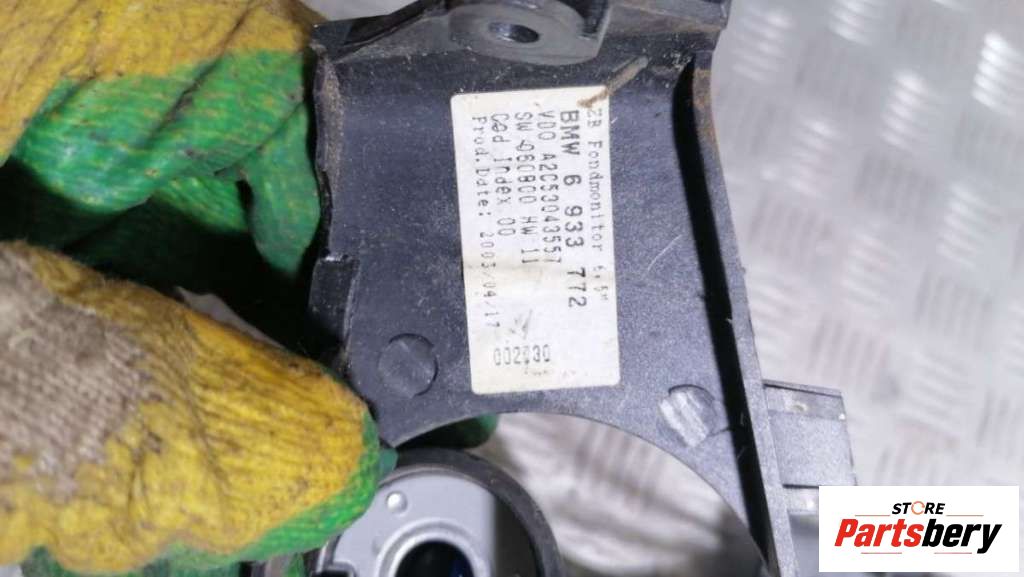 ZB Fondmonitor 6,5"
BMW 6 933 772
VDO A2C53043557
SW 060800 HW 11
Cod Index 00
Prod.Date: 2003/04/17
002030
STORE
Partsbery